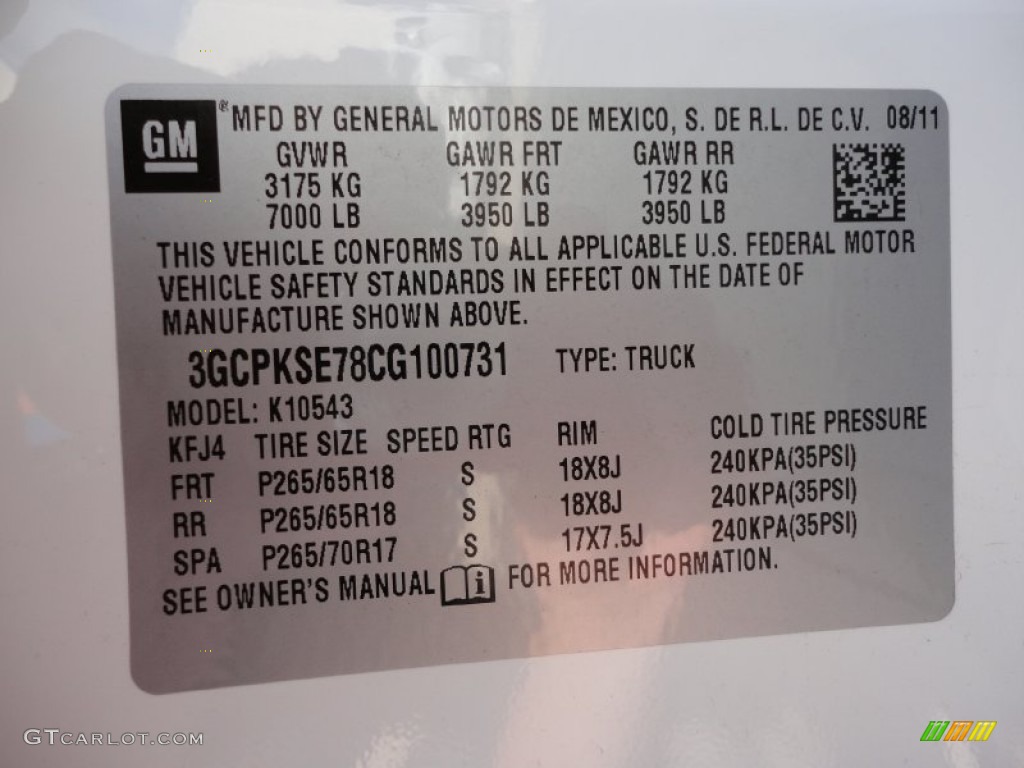 GM
® MFD BY GENERAL MOTORS DE MEXICO, S. DE R.L. DE C.V. 08/11
GVWR GAWR FRT GAWR RR
3175 KG 1792 KG 1792 KG
7000 LB 3950 LB 3950 LB
THIS VEHICLE CONFORMS TO ALL APPLICABLE U.S. FEDERAL MOTOR
VEHICLE SAFETY STANDARDS IN EFFECT ON THE DATE OF
MANUFACTURE SHOWN ABOVE.
3GCPKSE78CG100731 TYPE: TRUCK
MODEL: K10543
KFJ4 TIRE SIZE SPEED RTG RIM COLD TIRE PRESSURE
FRT P265/65R18 S 18X8J 240KPA(35PSI)
RR P265/65R18 S 18X8J 240KPA(35PSI)
SPA P265/70R17 S 17X7.5J 240KPA(35PSI)
SEE OWNER'S MANUAL i FOR MORE INFORMATION.
GTCARLOT.COM